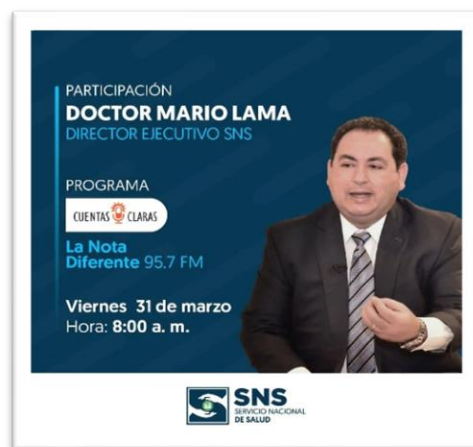 PARTICIPACIÓN
DOCTOR MARIO LAMA
DIRECTOR EJECUTIVO SNS
PROGRAMA
CUENTAS CLARAS
La Nota
Diferente 95.7 FM
Viernes 31 de marzo
Hora: 8:00 a. m.
SNS
SERVICIO NACIONAL
DE SALUD